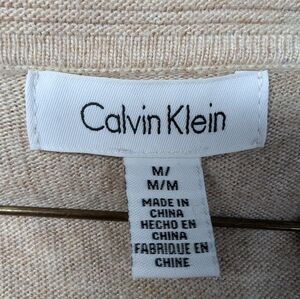 Calvin Klein
M/
M/M
MADE IN
CHINA
HECHO EN
CHINA
FABRIQUE EN
CHINE